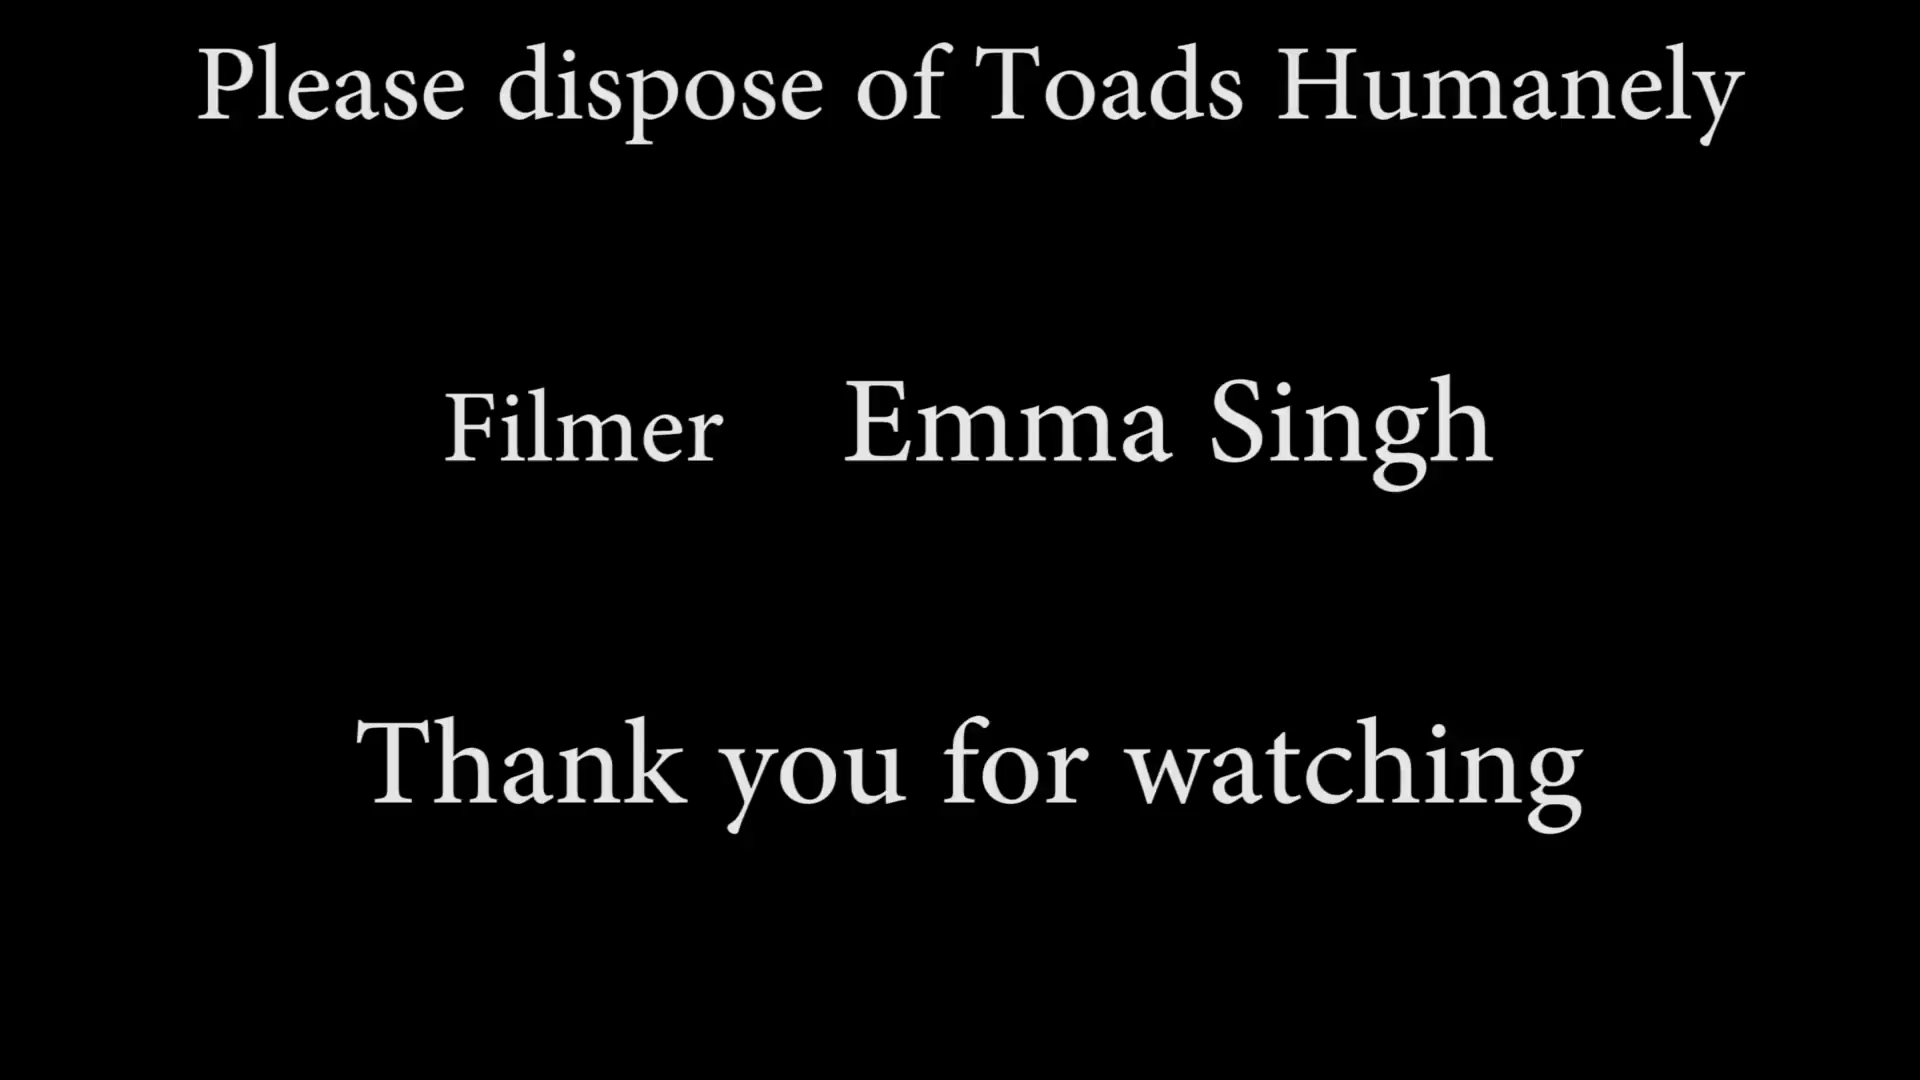 Please dispose of Toads Humanely
Filmer Emma Singh
Thank you for watching